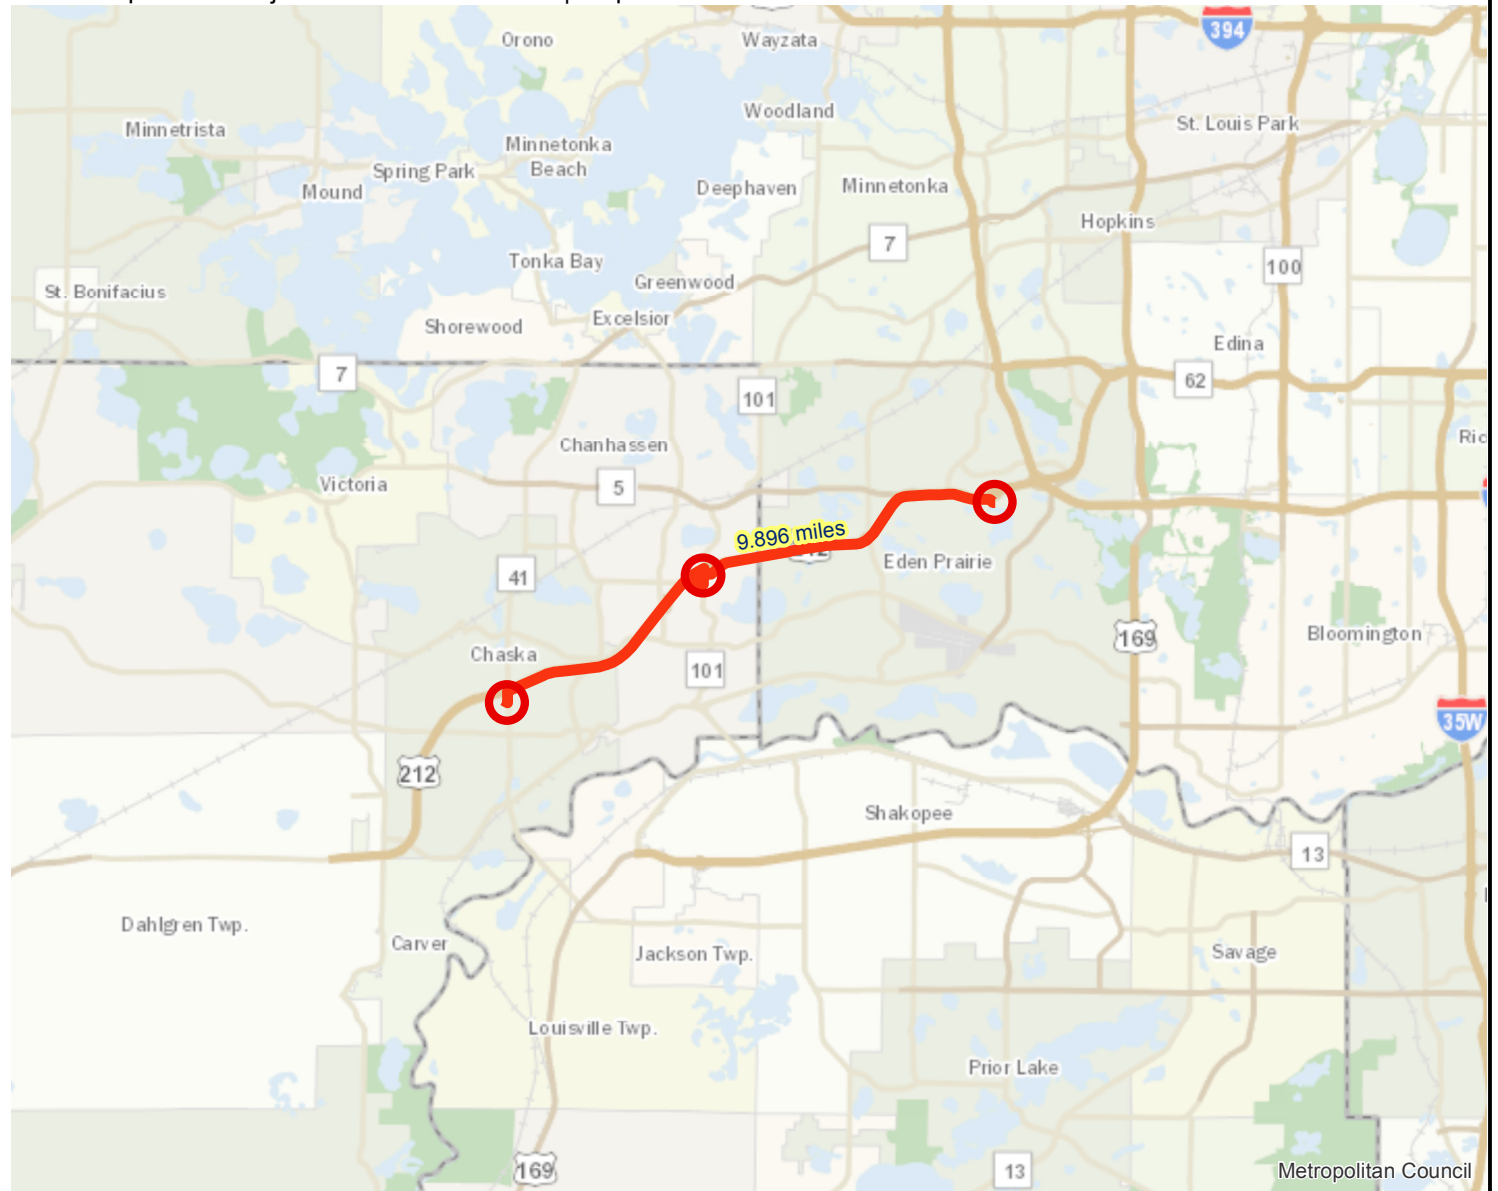 394
Orono
Wayzata
Woodland
Minnetrista
St. Louis Park
Minnetonka
Beach
Spring Park
Mound
Deephaven
Minnetonka
Hopkins
7
Tonka Bay
100
Greenwood
St. Bonifacius
Excelsior
Shorewood
Edina
7
62
101
Ric
Chanhassen
Victoria
5
9.896 miles
Eden Prairie
41
Bloomington
169
Chaska
101
35W
212
Shakopee
13
Dahlgren Twp.
Carver
Jackson Twp.
Savage
Louisville Twp.
Prior Lake
169
13
Metropolitan Council